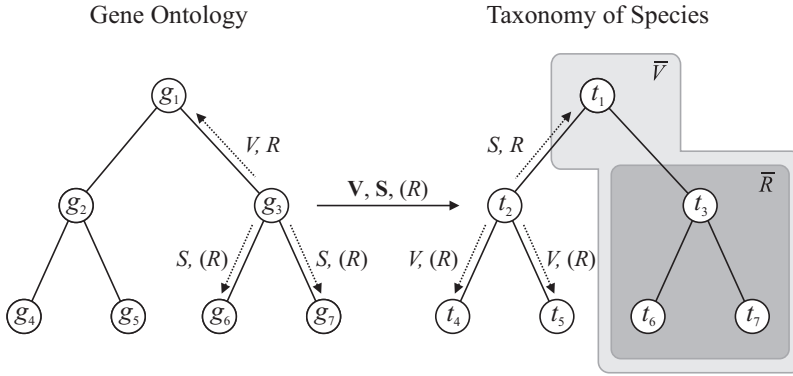 Gene Ontology
Taxonomy of Species
V̅
g₁
t₁
V, R
S, R
V, S, (R)
R̅
g₂
g₃
t₂
t₃
S, (R)
S, (R)
V, (R)
V, (R)
g₄
g₅
g₆
g₇
t₄
t₅
t₆
t₇